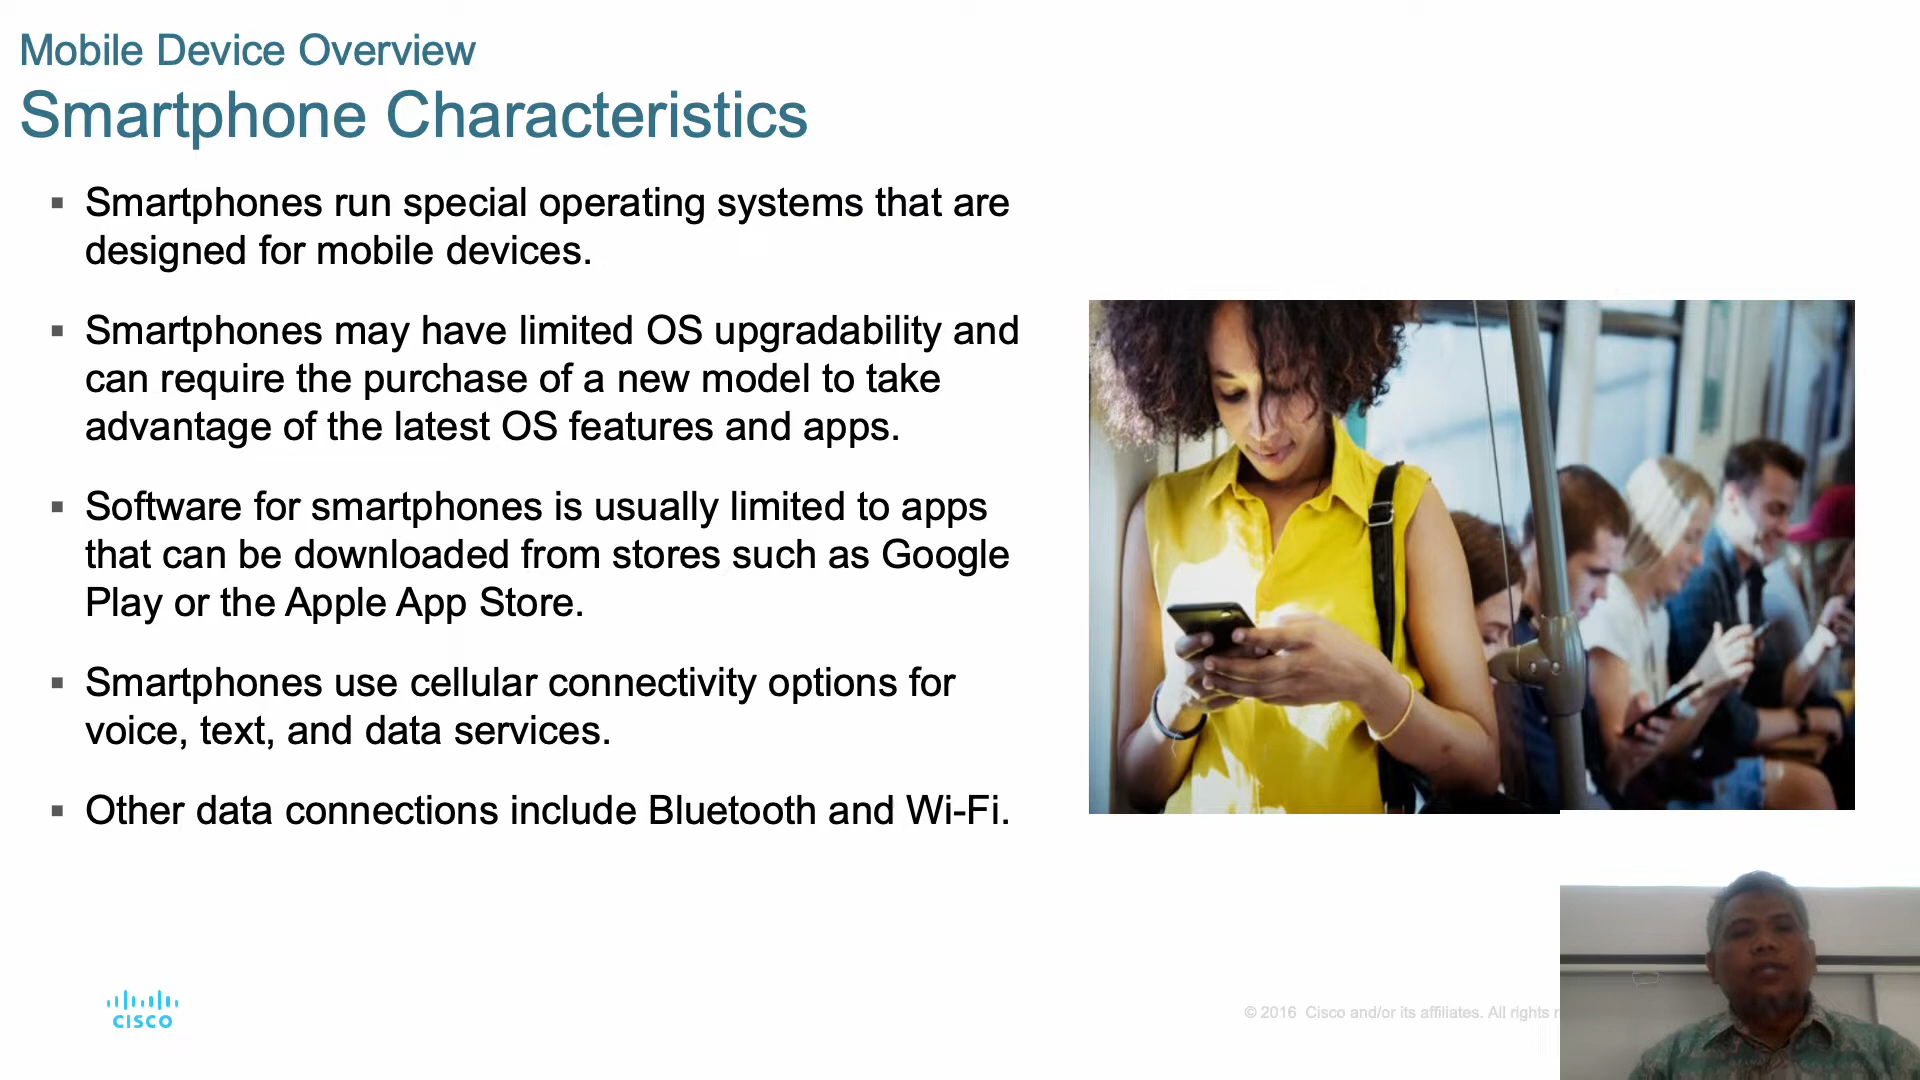 Mobile Device Overview
Smartphone Characteristics
▪ Smartphones run special operating systems that are
designed for mobile devices.
▪ Smartphones may have limited OS upgradability and
can require the purchase of a new model to take
advantage of the latest OS features and apps.
▪ Software for smartphones is usually limited to apps
that can be downloaded from stores such as Google
Play or the Apple App Store.
▪ Smartphones use cellular connectivity options for
voice, text, and data services.
▪ Other data connections include Bluetooth and Wi-Fi.
CISCO
© 2016 Cisco and/or its affiliates. All rights